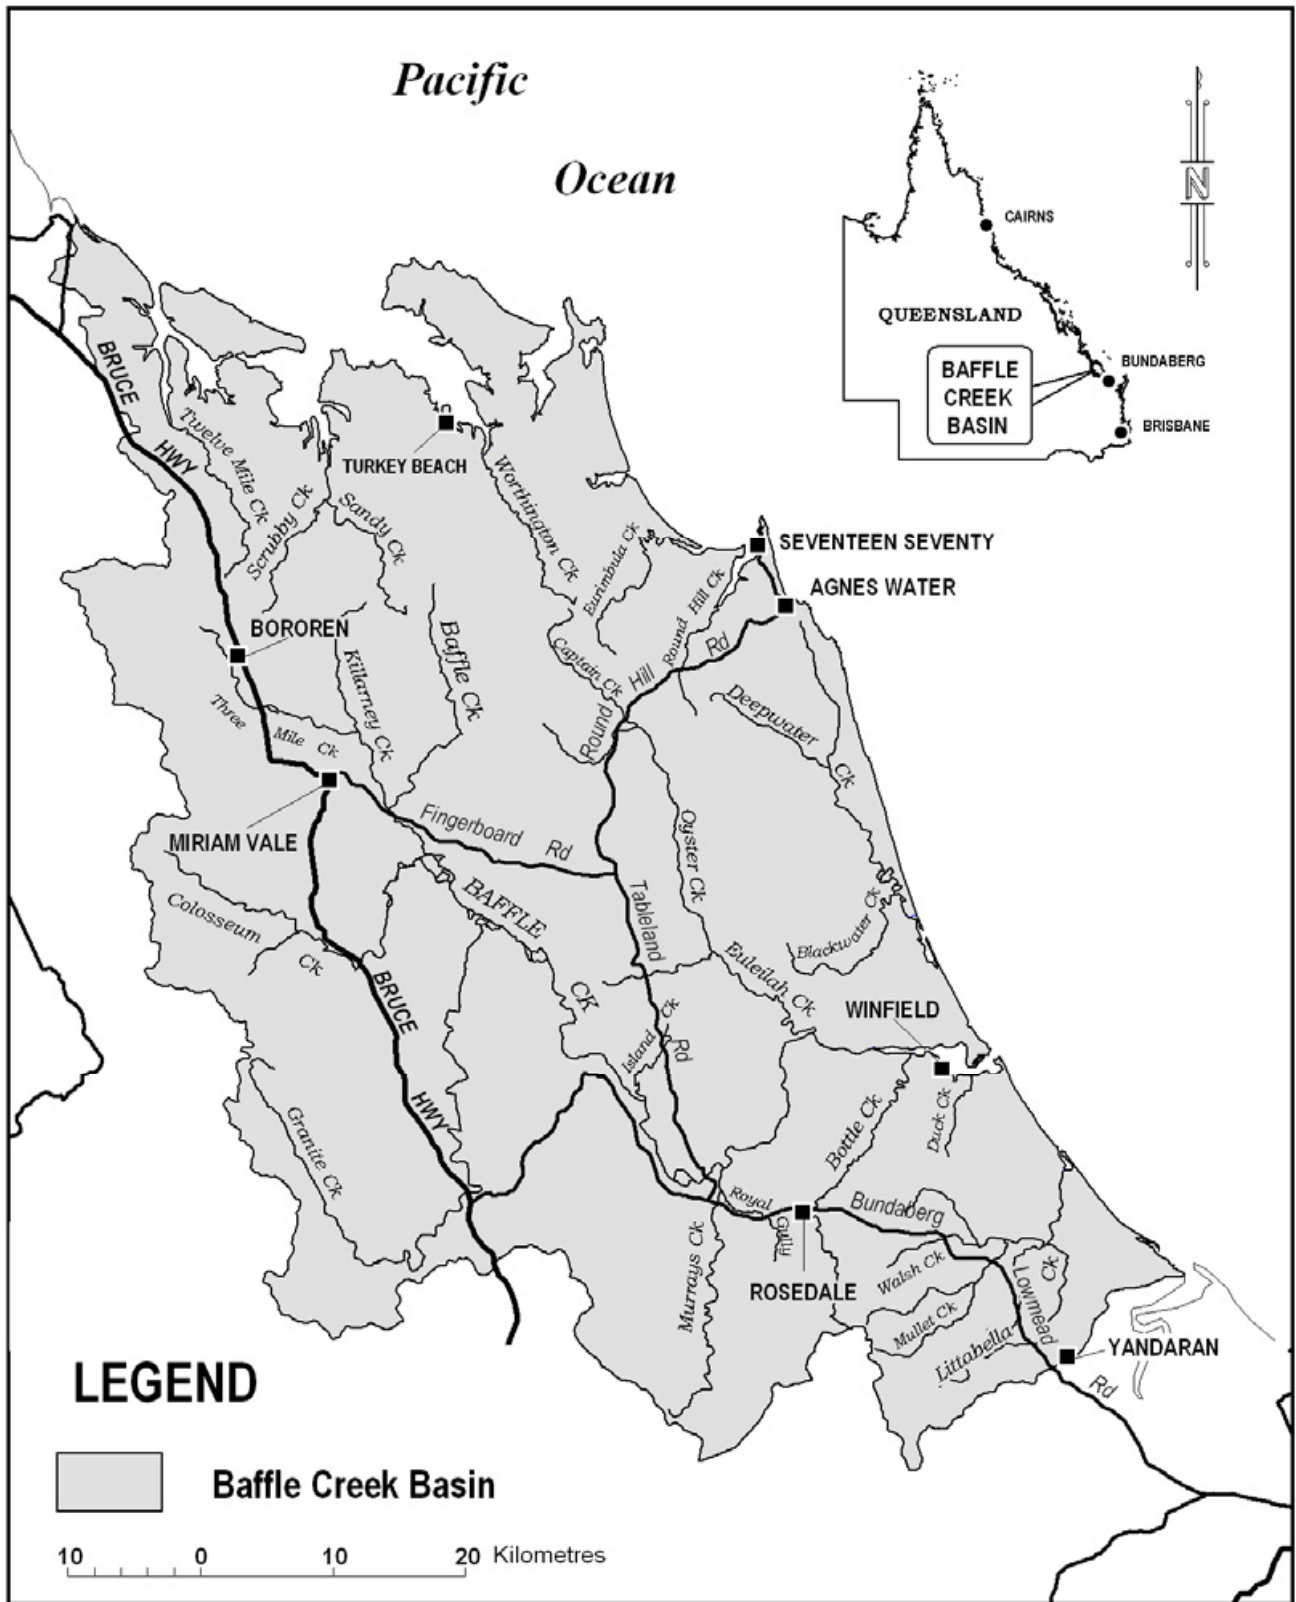 Pacific
Ocean
N
CAIRNS
QUEENSLAND
BAFFLE
CREEK
BASIN
BUNDABERG
BRISBANE
BRUCE
HWY
Twelve Mile Ck
Scrubby Ck
Sandy Ck
TURKEY BEACH
Worthington Ck
Eurimbula Ck
SEVENTEEN SEVENTY
AGNES WATER
Round Hill Ck
Round Hill Rd
Captain Ck
BOROREN
Killarney Ck
Baffle Ck
Three Mile Ck
Deepwater Ck
MIRIAM VALE
Fingerboard Rd
Oyster Ck
Tableland Rd
Colosseum Ck
BAFFLE CK
Blackwater Ck
Euleilah Ck
WINFIELD
BRUCE
HWY
Island Ck
Bottle Ck
Duck Ck
Granite Ck
Murrays Ck
Royal
Gully
ROSEDALE
Bundaberg
Lowmead
Rd
Walsh Ck
Mullet Ck
Littabella Ck
YANDARAN
LEGEND
Baffle Creek Basin
10 0 10 20 Kilometres